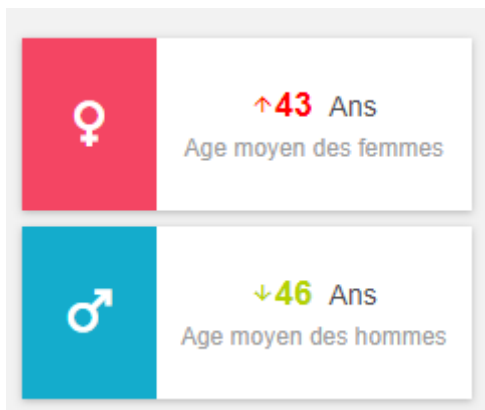 ↑43 Ans
Age moyen des femmes
↓46 Ans
Age moyen des hommes